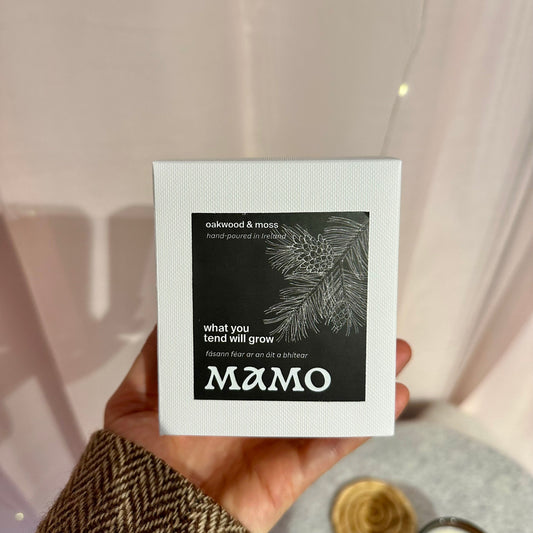 oakwood & moss
hand-poured in Ireland
what you
tend will grow
fásann féar ar an áit a bhítear
MAMO